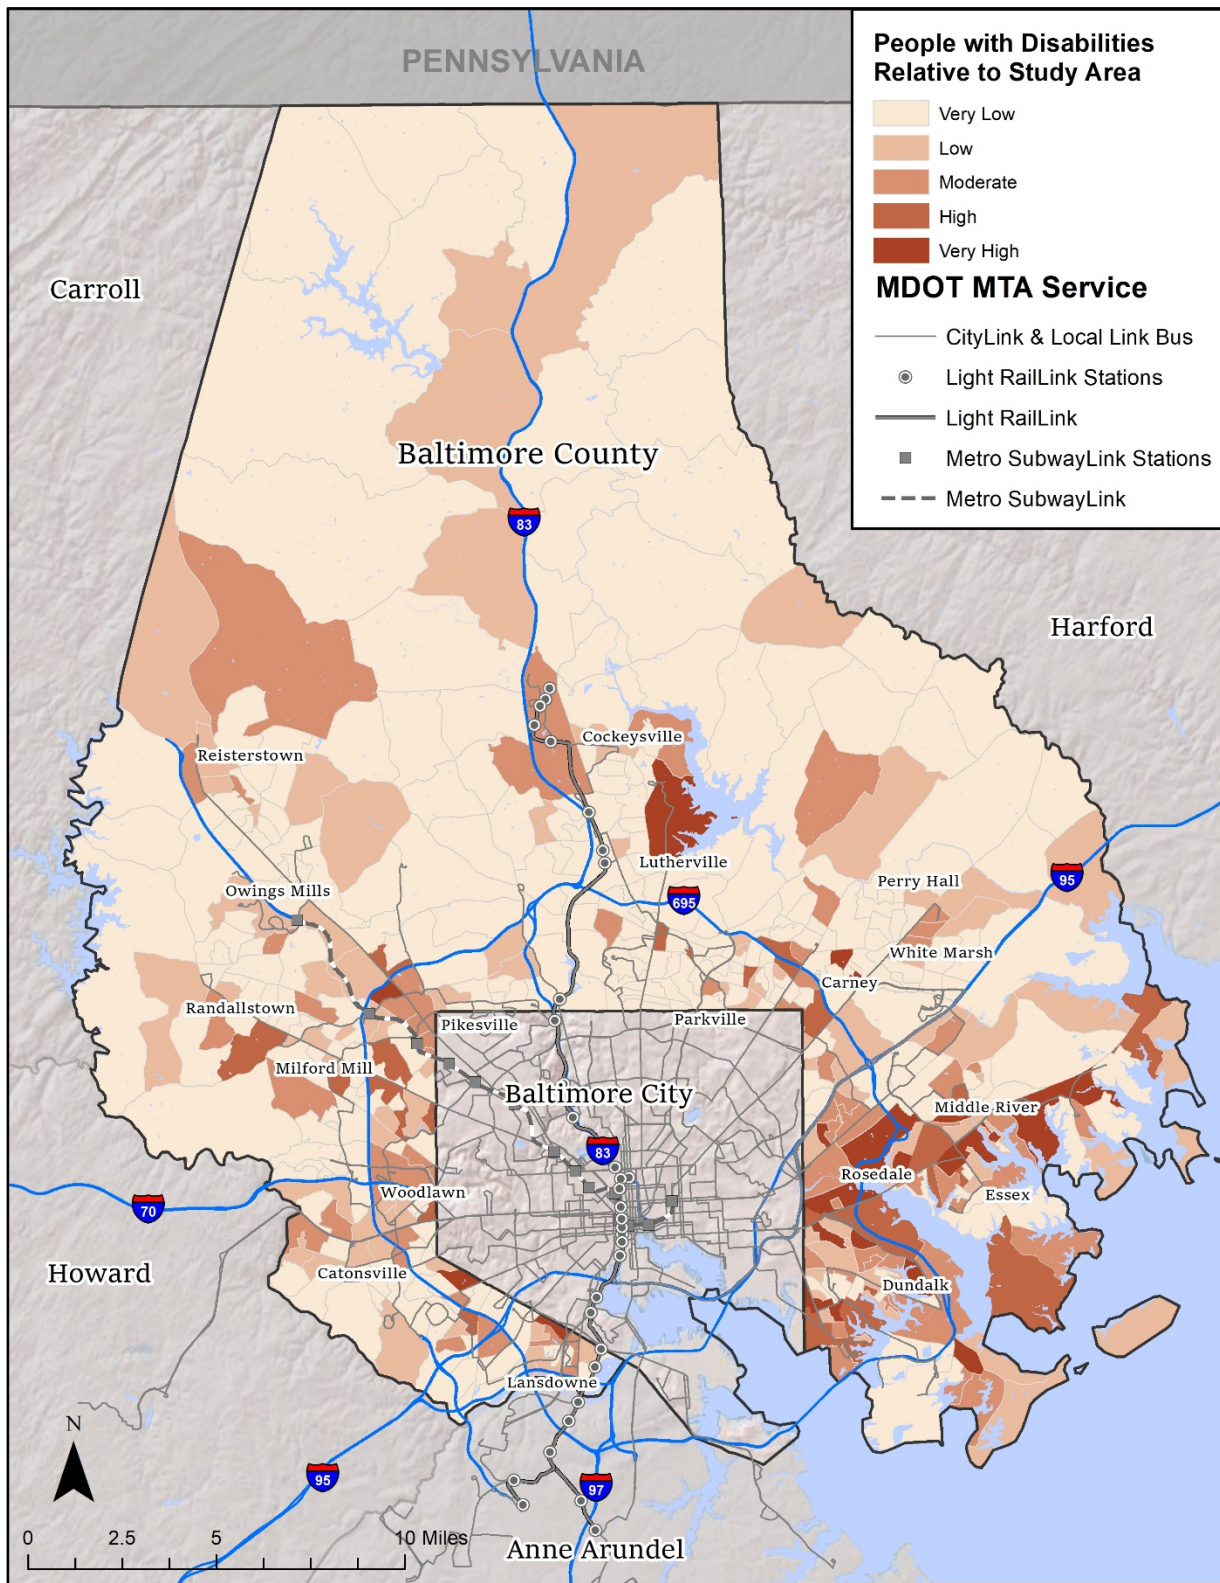 PENNSYLVANIA
People with Disabilities
Relative to Study Area
Very Low
Low
Moderate
High
Very High
MDOT MTA Service
CityLink & Local Link Bus
Light RailLink Stations
Light RailLink
Metro SubwayLink Stations
Metro SubwayLink
Carroll
Baltimore County
83
Harford
Reisterstown
Cockeysville
Lutherville
Owings Mills
695
Perry Hall
95
White Marsh
Carney
Randallstown
Pikesville
Parkville
Milford Mill
Baltimore City
Middle River
83
Rosedale
Woodlawn
Essex
70
Howard
Catonsville
Dundalk
Lansdowne
N
95
97
0 2.5 5 10 Miles
Anne Arundel